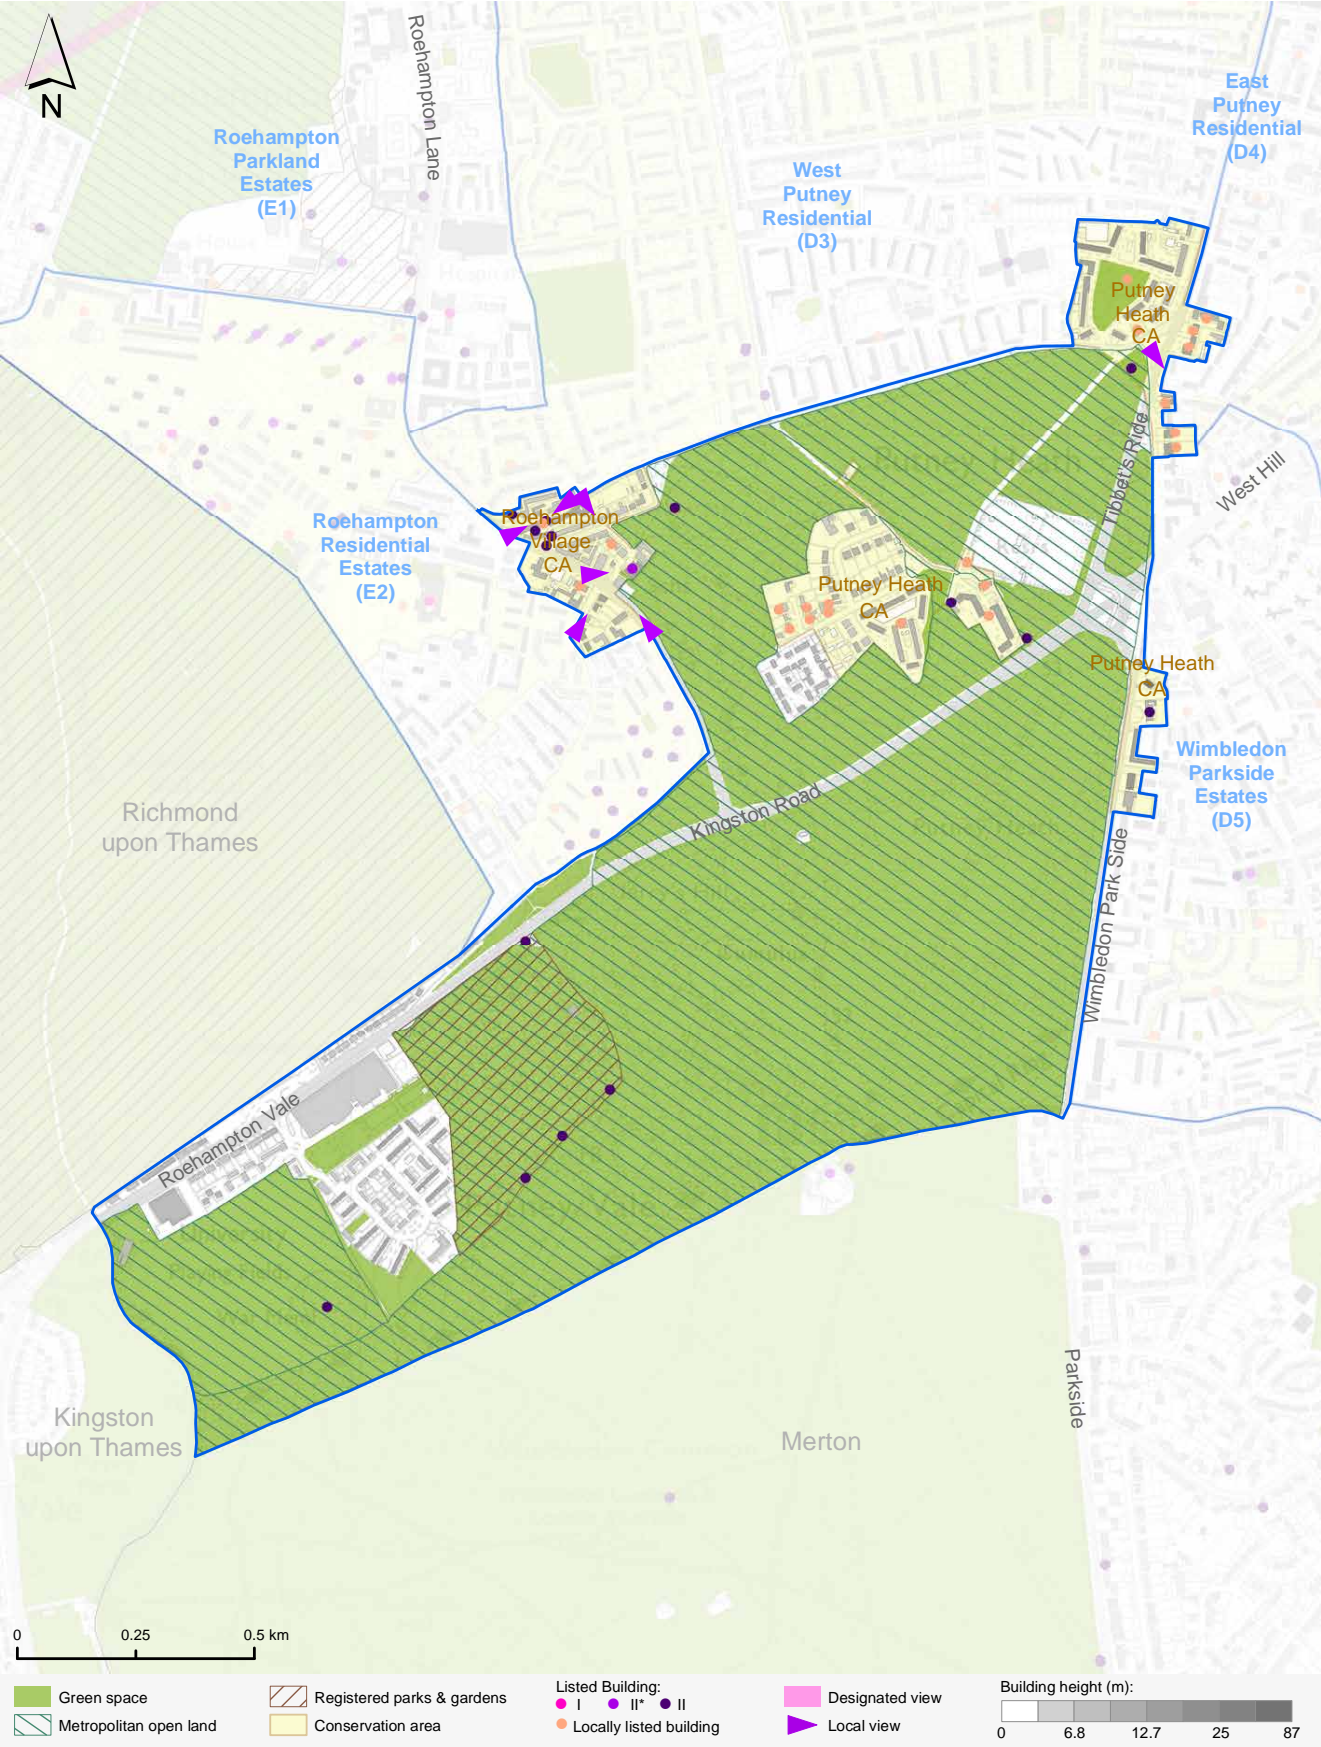 N
Roehampton Lane
Roehampton
Parkland
Estates
(E1)
East
Putney
Residential
(D4)
West
Putney
Residential
(D3)
Putney
Heath
CA
Tibbet's Ride
West Hill
Roehampton
Village
CA
Roehampton
Residential
Estates
(E2)
Putney Heath
CA
Putney Heath
CA
Wimbledon
Parkside
Estates
(D5)
Richmond
upon Thames
Kingston Road
Wimbledon Park Side
Roehampton Vale
University
Playing Fields
Kingston
upon Thames
Merton
Parkside
0 0.25 0.5 km
Green space
Metropolitan open land
Registered parks & gardens
Conservation area
Listed Building:
I II* II
Locally listed building
Designated view
Local view
Building height (m):
0 6.8 12.7 25 87